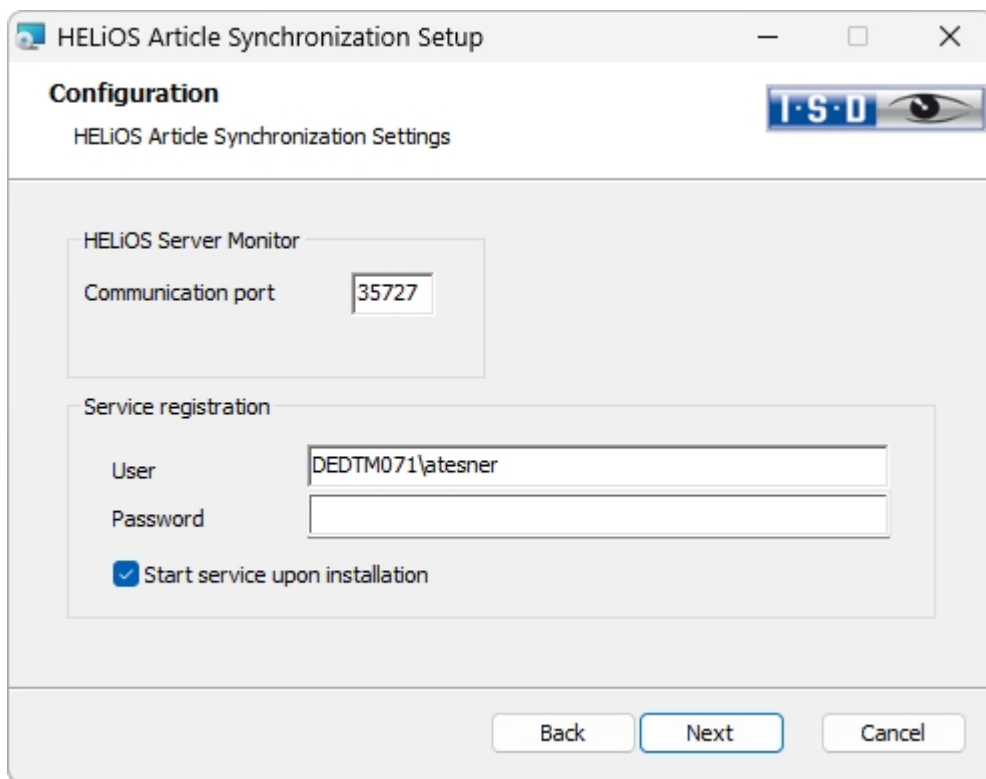 HELiOS Article Synchronization Setup
Configuration
I·S·D
HELiOS Article Synchronization Settings
HELiOS Server Monitor
Communication port 35727
Service registration
User DEDTM071\atesner
Password
Start service upon installation
Back Next Cancel